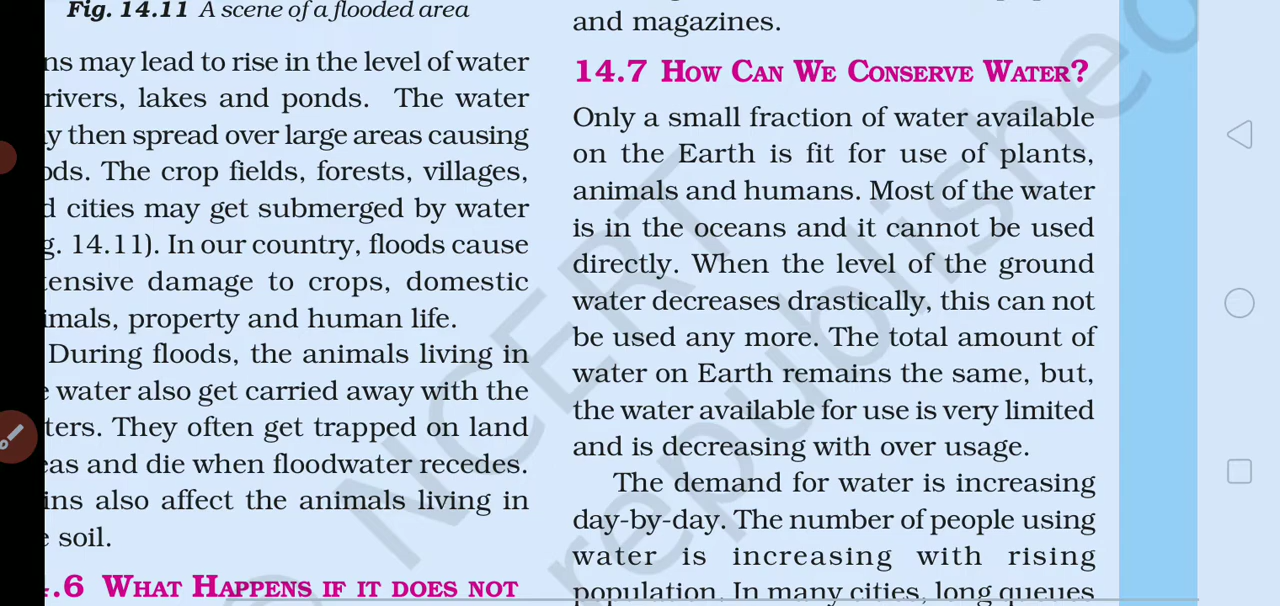 Fig. 14.11 A scene of a flooded area
may lead to rise in the level of water
rivers, lakes and ponds. The water
then spread over large areas causing
The crop fields, forests, villages,
cities may get submerged by water
14.11). In our country, floods cause
damage to crops, domestic
property and human life.
During floods, the animals living in
water also get carried away with the
They often get trapped on land
and die when floodwater recedes.
also affect the animals living in
soil.
.6 WHAT HAPPENS IF IT DOES NOT
and magazines.
14.7 HOW CAN WE CONSERVE WATER?
Only a small fraction of water available
on the Earth is fit for use of plants,
animals and humans. Most of the water
is in the oceans and it cannot be used
directly. When the level of the ground
water decreases drastically, this can not
be used any more. The total amount of
water on Earth remains the same, but,
the water available for use is very limited
and is decreasing with over usage.
The demand for water is increasing
day-by-day. The number of people using
water is increasing with rising
population. In many cities, long queues
NCERT
republished